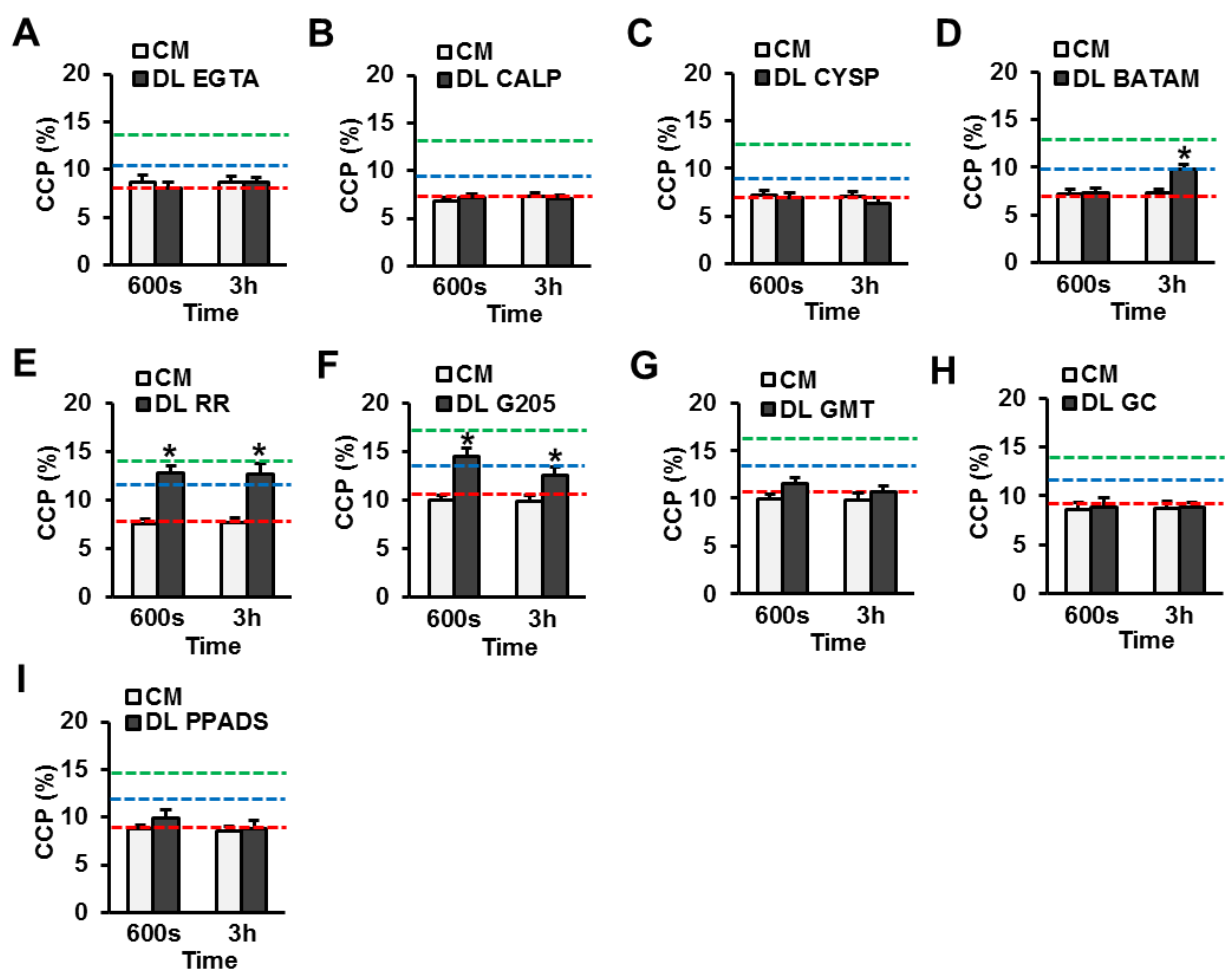 A
CM
DL EGTA
CCP (%)
20
15
10
5
0
600s 3h
Time
B
CM
DL CALP
CCP (%)
20
15
10
5
0
600s 3h
Time
C
CM
DL CYSP
CCP (%)
20
15
10
5
0
600s 3h
Time
D
CM
DL BATAM
CCP (%)
20
15
10
5
0
*
600s 3h
Time
E
CM
DL RR
CCP (%)
20
15
10
5
0
* *
600s 3h
Time
F
CM
DL G205
CCP (%)
20
15
10
5
0
* *
600s 3h
Time
G
CM
DL GMT
CCP (%)
20
15
10
5
0
600s 3h
Time
H
CM
DL GC
CCP (%)
20
15
10
5
0
600s 3h
Time
I
CM
DL PPADS
CCP (%)
20
15
10
5
0
600s 3h
Time